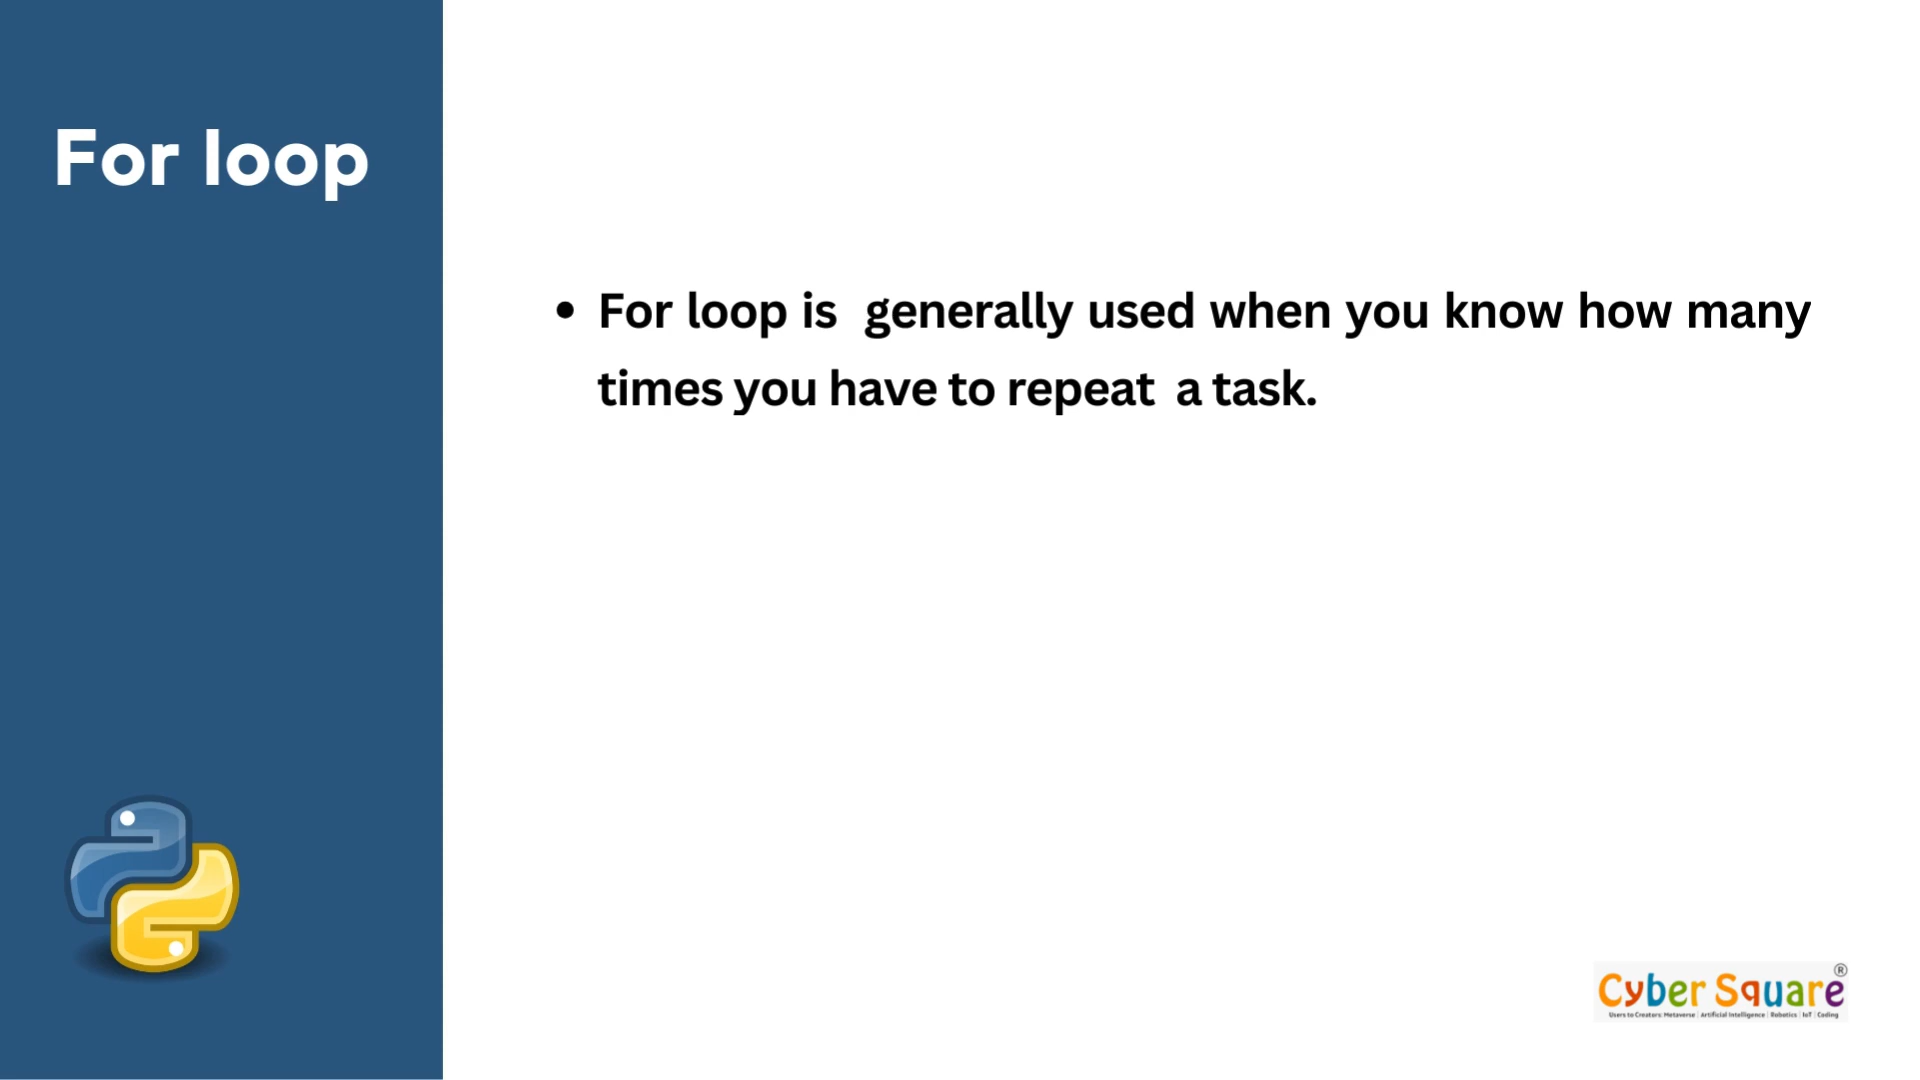 For loop
• For loop is  generally used when you know how many
times you have to repeat  a task.
Cyber Square®
Users to Creators: Metaverse | Artificial Intelligence | Robotics | IoT | Coding